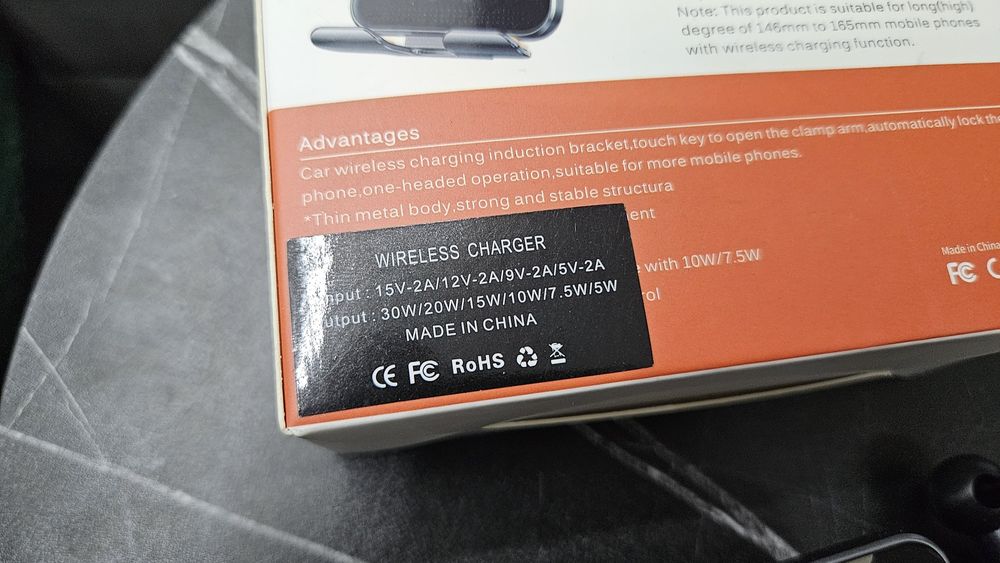 Note: This product is suitable for long(high)
degree of 146mm to 165mm mobile phones
with wireless charging function.
Advantages
Car wireless charging induction bracket,touch key to open the clamp arm,automatically lock the
phone,one-headed operation,suitable for more mobile phones.
*Thin metal body,strong and stable structura
ient
with 10W/7.5W
rol
Made in China
FC
WIRELESS CHARGER
Input : 15V-2A/12V-2A/9V-2A/5V-2A
Output : 30W/20W/15W/10W/7.5W/5W
MADE IN CHINA
CE FC RoHS